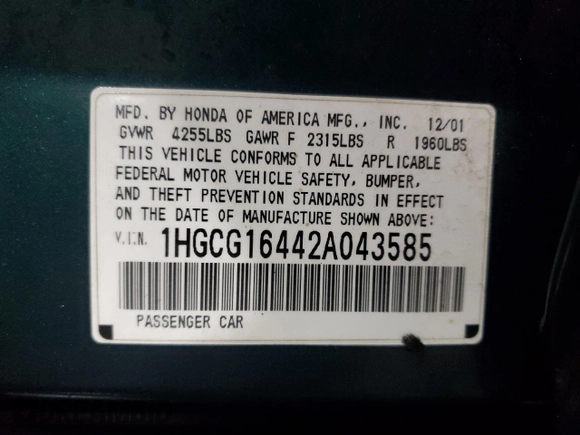 MFD. BY HONDA OF AMERICA MFG., INC. 12/01
GVWR 4255LBS GAWR F 2315LBS R 1960LBS
THIS VEHICLE CONFORMS TO ALL APPLICABLE
FEDERAL MOTOR VEHICLE SAFETY, BUMPER,
AND THEFT PREVENTION STANDARDS IN EFFECT
ON THE DATE OF MANUFACTURE SHOWN ABOVE:
V.I.N. 1HGCG16442A043585
PASSENGER CAR